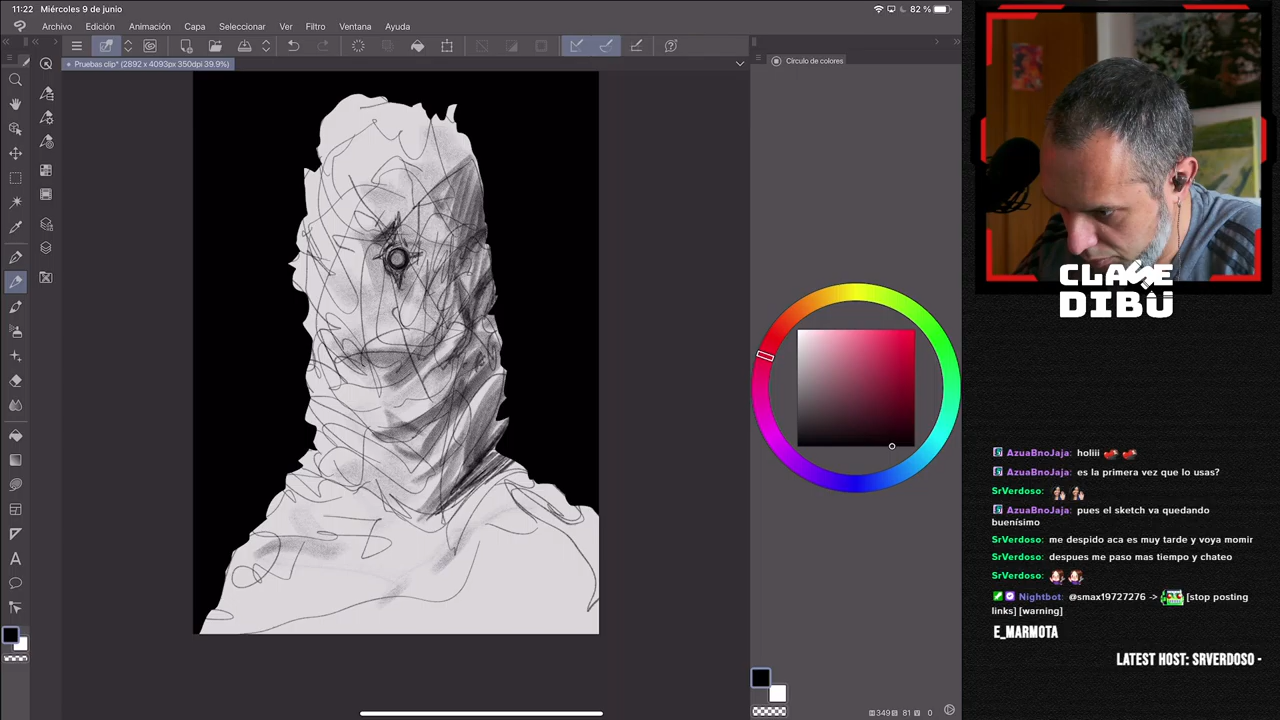 11:22 Miércoles 9 de junio
82 %
Archivo Edición Animación Capa Seleccionar Ver Filtro Ventana Ayuda
Pruebas clip* (2892 x 4093px 350dpi 39.9%)
Círculo de colores
CLASE
DIBU
AzuaBnoJaja: holiii
AzuaBnoJaja: es la primera vez que lo usas?
SrVerdoso:
AzuaBnoJaja: pues el sketch va quedando
buenísimo
SrVerdoso: me despido aca es muy tarde y voya momir
SrVerdoso: despues me paso mas tiempo y chateo
SrVerdoso:
Nightbot: @smax19727276 -> [stop posting
links] [warning]
E_MARMOTA
LATEST HOST: SRVERDOSO -
349 S 81 V 0
A